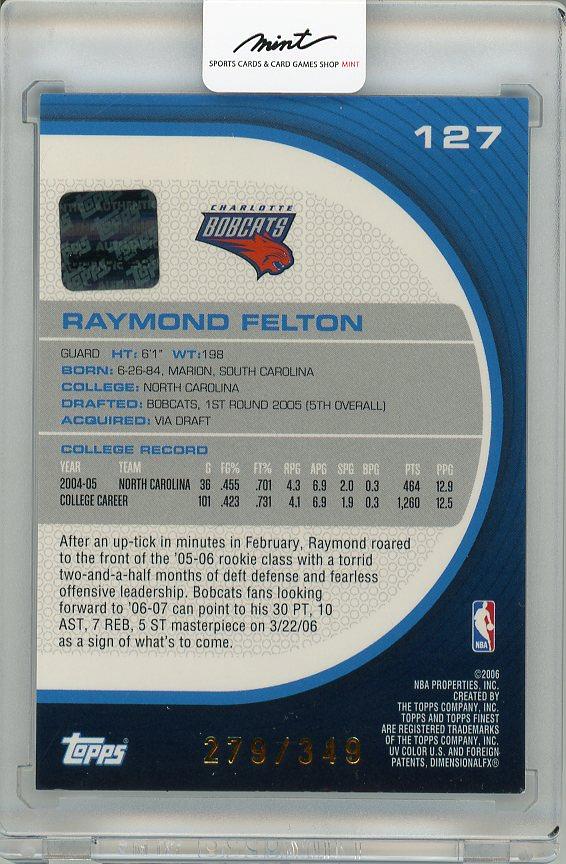 mint
SPORTS CARDS & CARD GAMES SHOP MINT
127
CHARLOTTE
BOBCATS
RAYMOND FELTON
GUARD HT: 6'1" WT:198
BORN: 6-26-84, MARION, SOUTH CAROLINA
COLLEGE: NORTH CAROLINA
DRAFTED: BOBCATS, 1ST ROUND 2005 (5TH OVERALL)
ACQUIRED: VIA DRAFT
COLLEGE RECORD
YEAR TEAM G FG% FT% RPG APG SPG BPG PTS PPG
2004-05 NORTH CAROLINA 36 .455 .701 4.3 6.9 2.0 0.3 464 12.9
COLLEGE CAREER 101 .423 .731 4.1 6.9 1.9 0.3 1,260 12.5
After an up-tick in minutes in February, Raymond roared
to the front of the '05-06 rookie class with a torrid
two-and-a-half months of deft defense and fearless
offensive leadership. Bobcats fans looking
forward to '06-07 can point to his 30 PT, 10
AST, 7 REB, 5 ST masterpiece on 3/22/06
as a sign of what's to come.
NBA
©2006
NBA PROPERTIES, INC.
CREATED BY
THE TOPPS COMPANY, INC.
TOPPS AND TOPPS FINEST
ARE REGISTERED TRADEMARKS
OF THE TOPPS COMPANY, INC.
UV COLOR U.S. AND FOREIGN
PATENTS, DIMENSIONALFX®
topps®
279/349